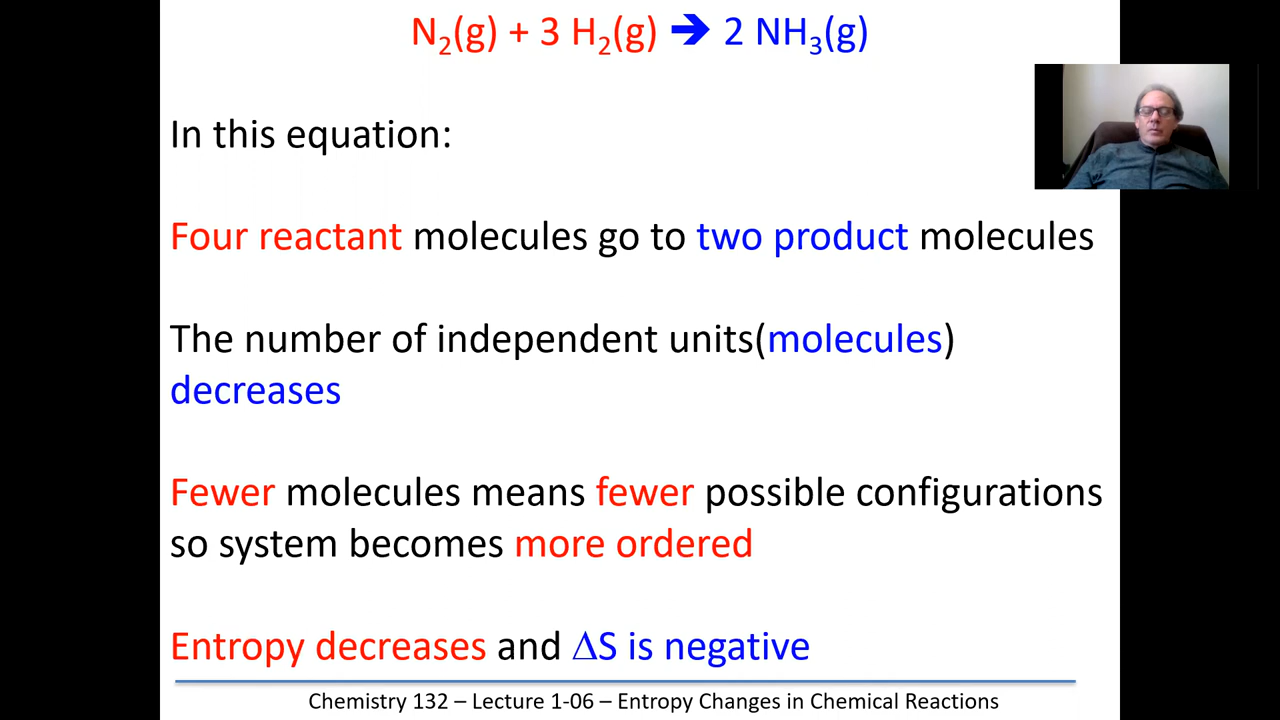 N₂(g) + 3 H₂(g) 🡺 2 NH₃(g)
In this equation:
Four reactant molecules go to two product molecules
The number of independent units(molecules)
decreases
Fewer molecules means fewer possible configurations
so system becomes more ordered
Entropy decreases and ΔS is negative
Chemistry 132 – Lecture 1-06 – Entropy Changes in Chemical Reactions